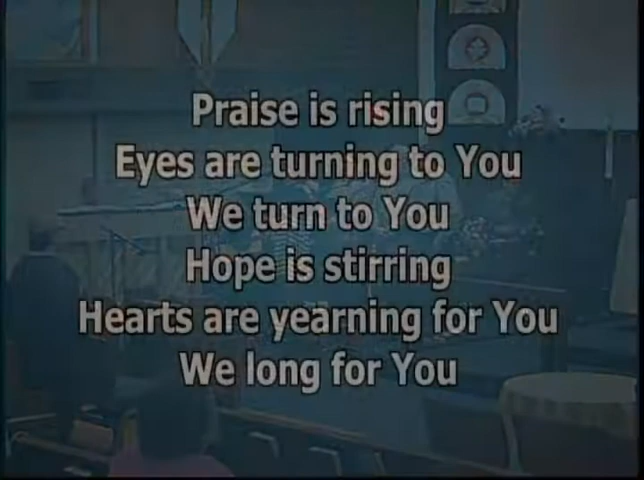 Praise is rising
Eyes are turning to You
We turn to You
Hope is stirring
Hearts are yearning for You
We long for You